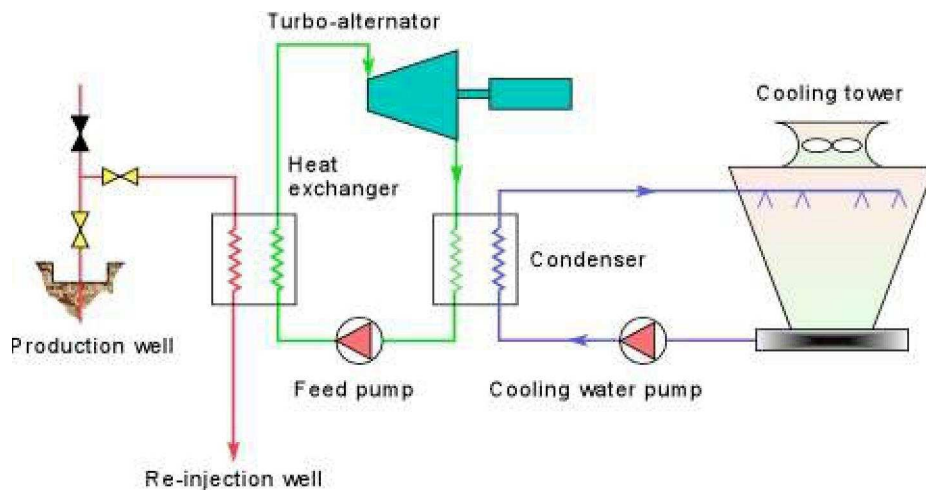 Turbo-alternator
Cooling tower
Heat
exchanger
Condenser
Production well
Feed pump
Cooling water pump
Re-injection well